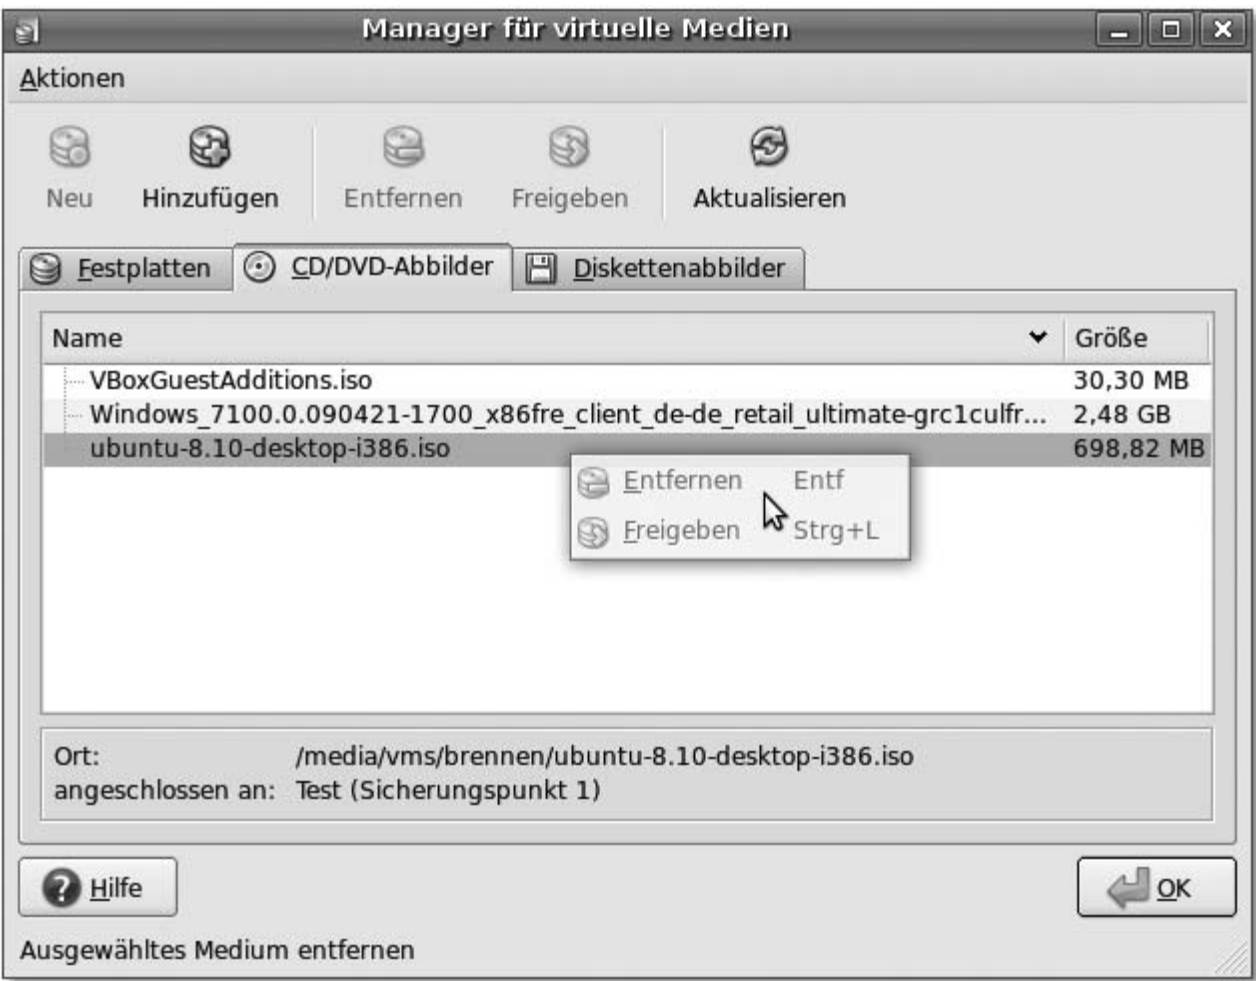 Manager für virtuelle Medien
Aktionen
Neu Hinzufügen Entfernen Freigeben Aktualisieren
Festplatten CD/DVD-Abbilder Diskettenabbilder
Name Größe
VBoxGuestAdditions.iso 30,30 MB
Windows_7100.0.090421-1700_x86fre_client_de-de_retail_ultimate-grc1culfr... 2,48 GB
ubuntu-8.10-desktop-i386.iso 698,82 MB
Entfernen Entf
Freigeben Strg+L
Ort: /media/vms/brennen/ubuntu-8.10-desktop-i386.iso
angeschlossen an: Test (Sicherungspunkt 1)
Hilfe OK
Ausgewähltes Medium entfernen